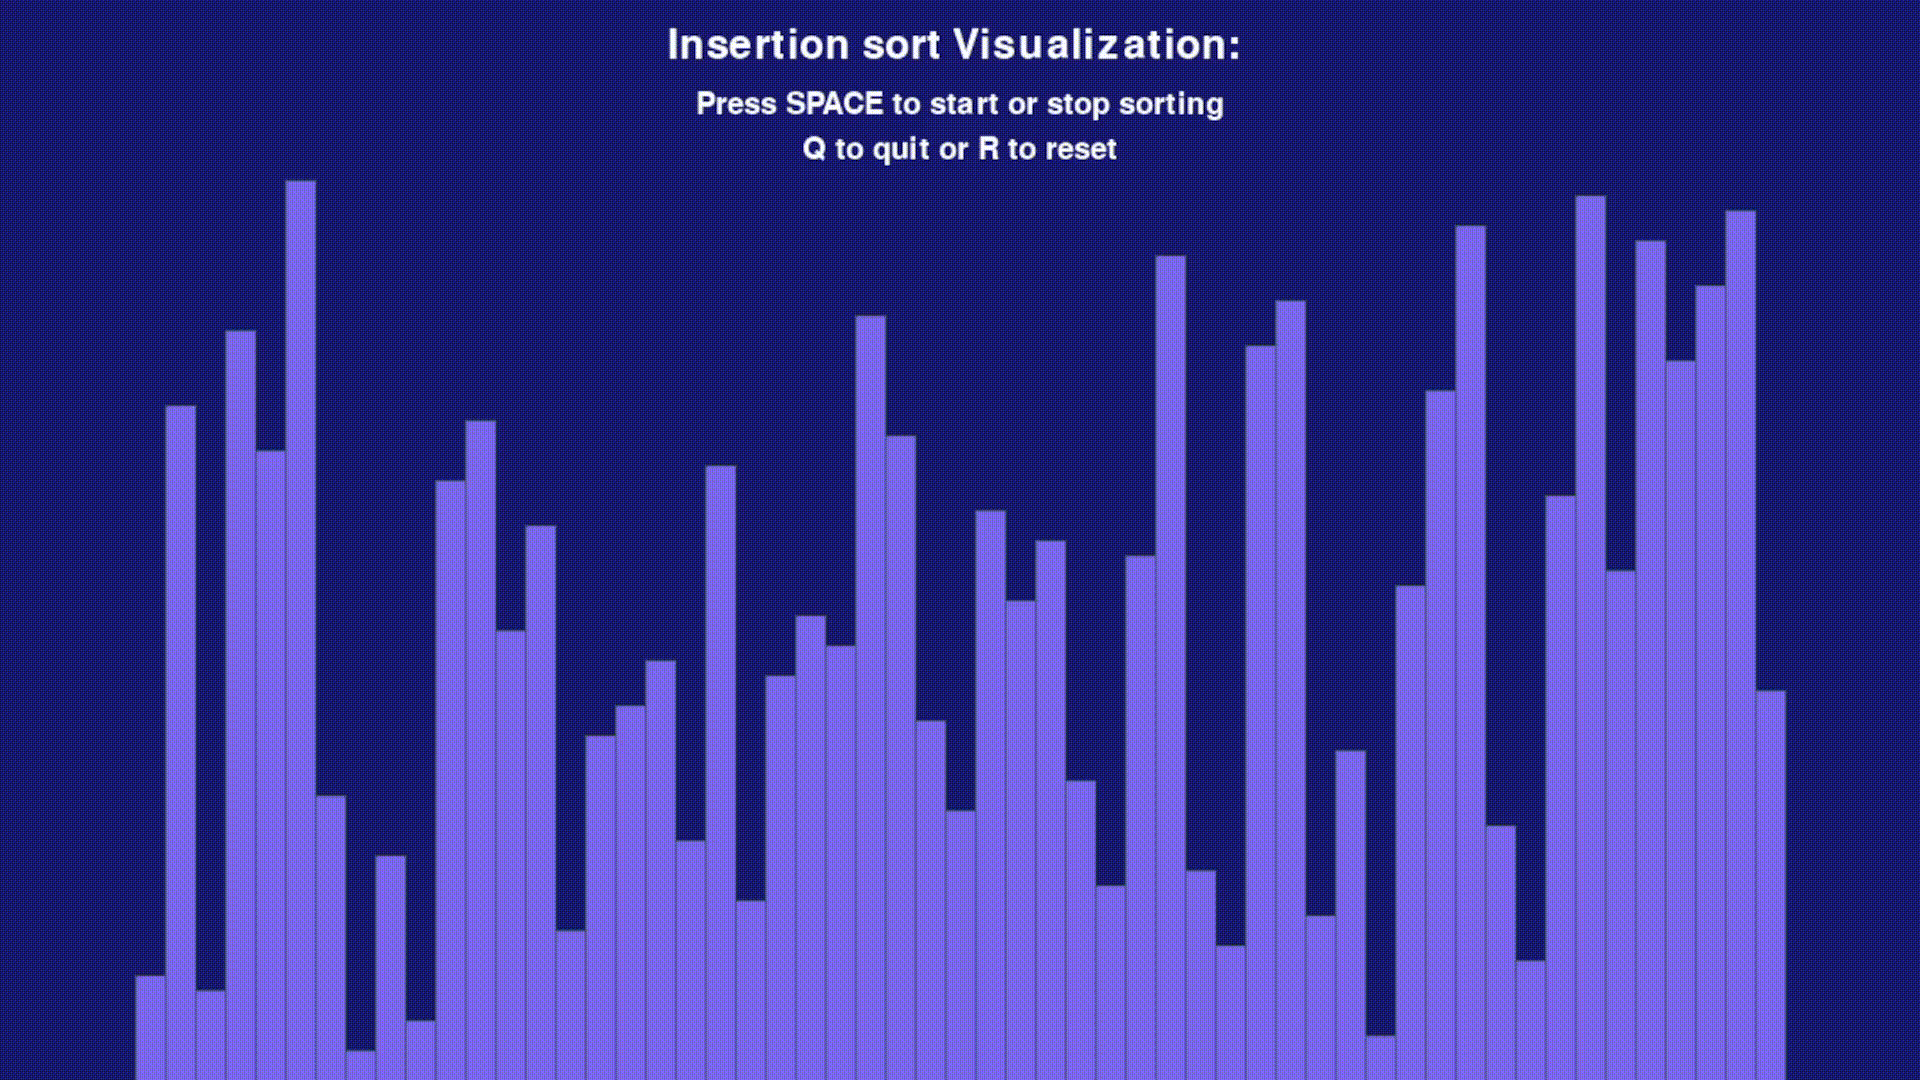 Insertion sort Visualization:
Press SPACE to start or stop sorting
Q to quit or R to reset